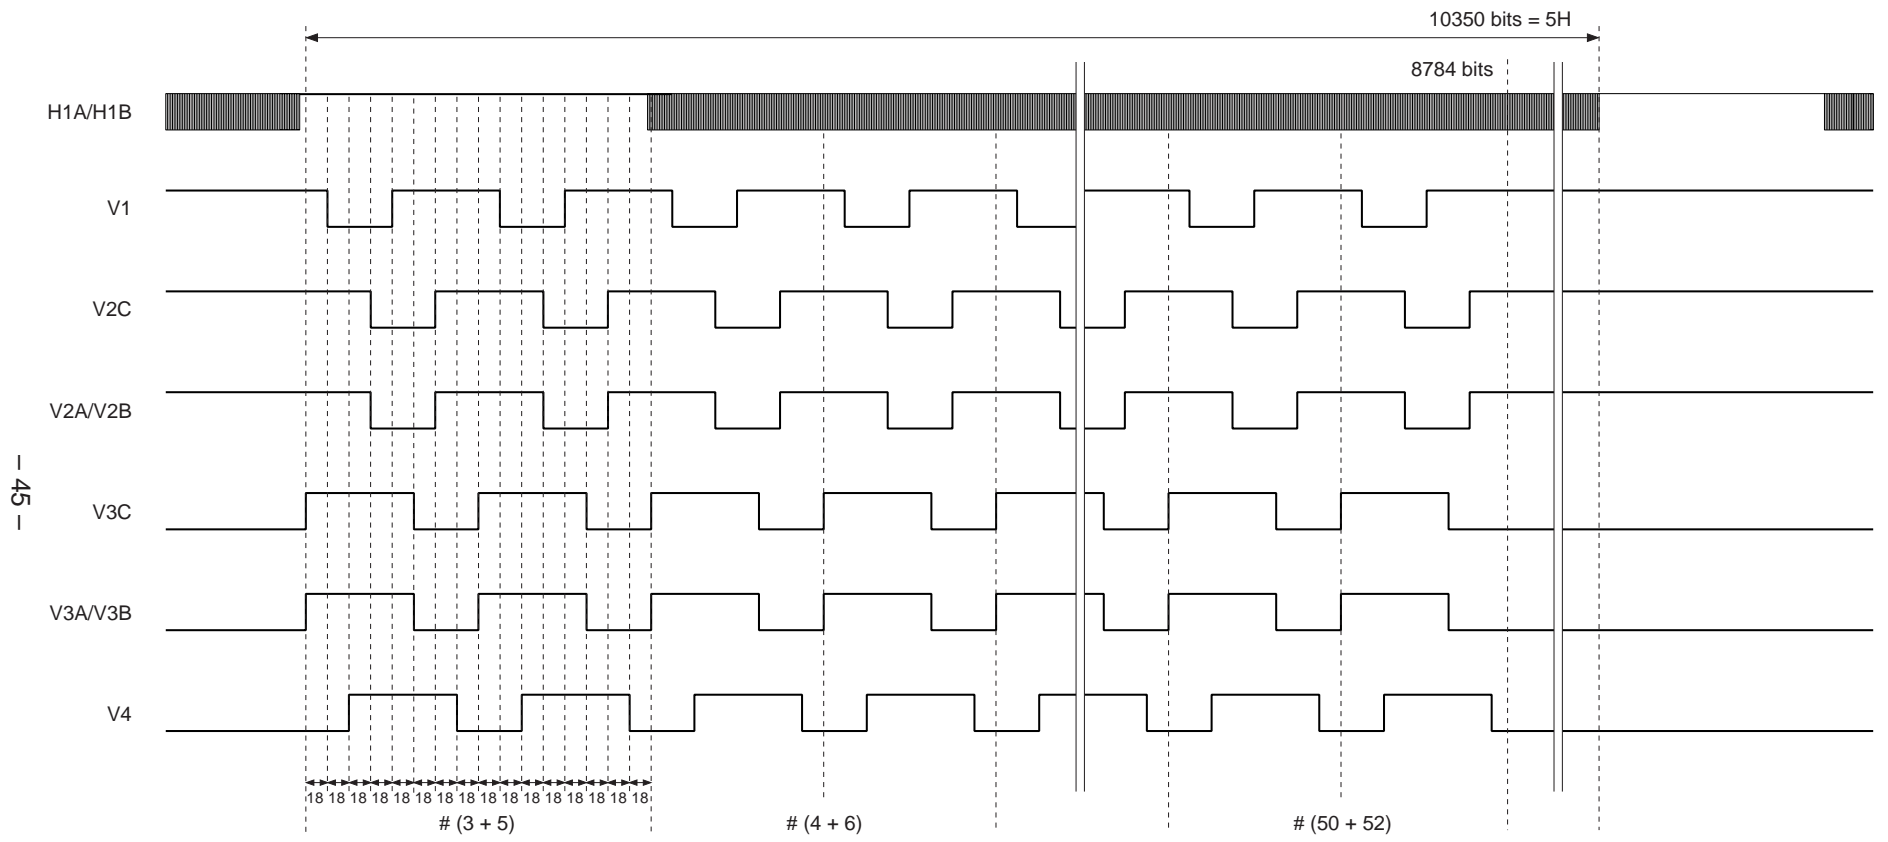 10350 bits = 5H
8784 bits
H1A/H1B
V1
V2C
V2A/V2B
– 45 –
V3C
V3A/V3B
V4
18 18 18 18 18 18 18 18 18 18 18 18 18 18 18 18
# (3 + 5) # (4 + 6) # (50 + 52)